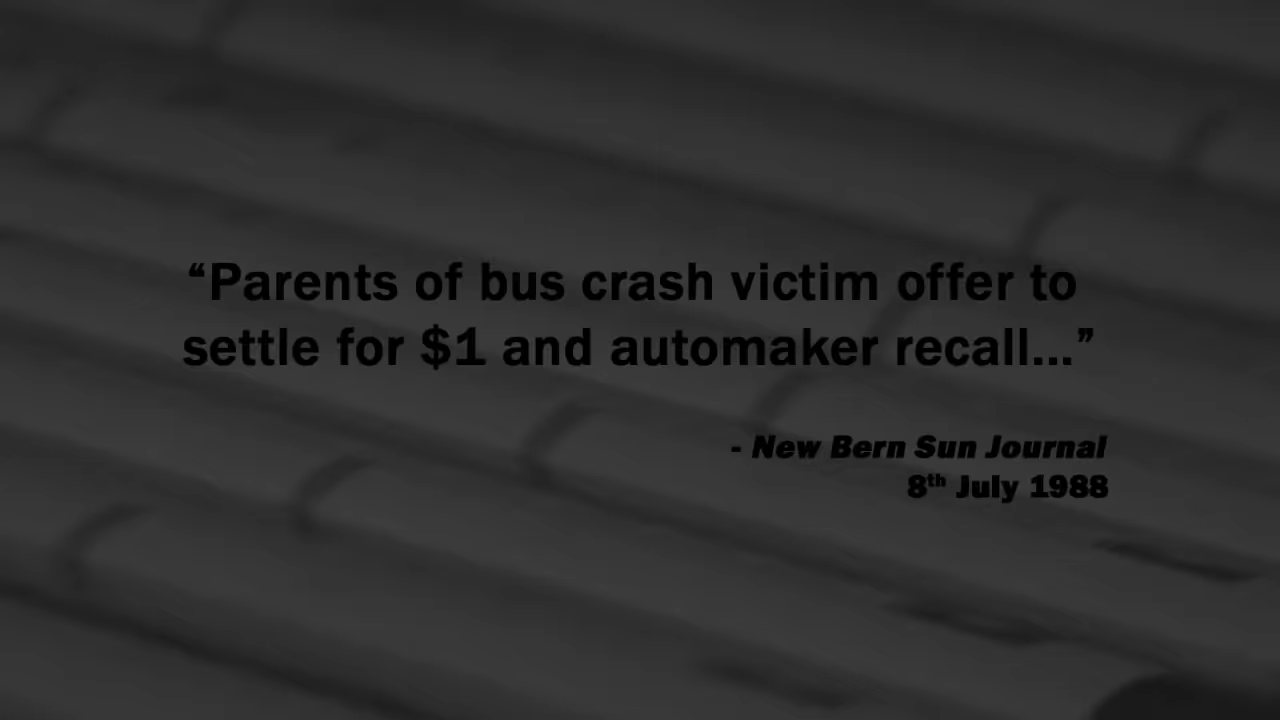 “Parents of bus crash victim offer to
settle for $1 and automaker recall...”
- New Bern Sun Journal
8th July 1988